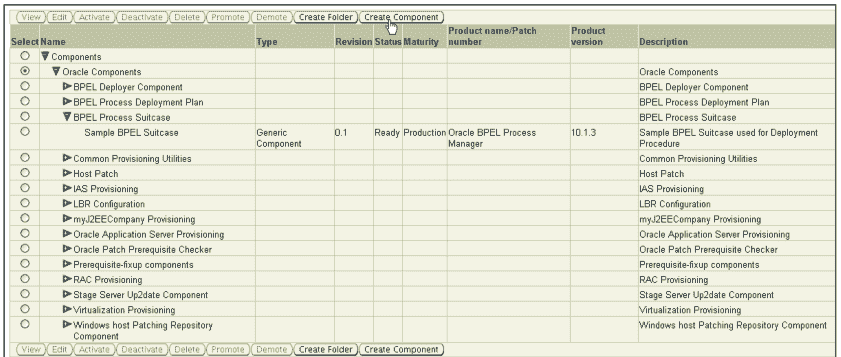 View Edit Activate Deactivate Delete Promote Demote Create Folder Create Component
Select Name Type Revision Status Maturity Product name/Patch number Product version Description
Components
Oracle Components Oracle Components
BPEL Deployer Component BPEL Deployer Component
BPEL Process Deployment Plan BPEL Process Deployment Plan
BPEL Process Suitcase BPEL Process Suitcase
Sample BPEL Suitcase Generic Component 0.1 Ready Production Oracle BPEL Process Manager 10.1.3 Sample BPEL Suitcase used for Deployment Procedure
Common Provisioning Utilities Common Provisioning Utilities
Host Patch Host Patch
IAS Provisioning IAS Provisioning
LBR Configuration LBR Configuration
myJ2EECompany Provisioning myJ2EECompany Provisioning
Oracle Application Server Provisioning Oracle Application Server Provisioning
Oracle Patch Prerequisite Checker Oracle Patch Prerequisite Checker
Prerequisite-fixup components Prerequisite-fixup components
RAC Provisioning RAC Provisioning
Stage Server Up2date Component Stage Server Up2date Component
Virtualization Provisioning Virtualization Provisioning
Windows host Patching Repository Component Windows host Patching Repository Component
View Edit Activate Deactivate Delete Promote Demote Create Folder Create Component